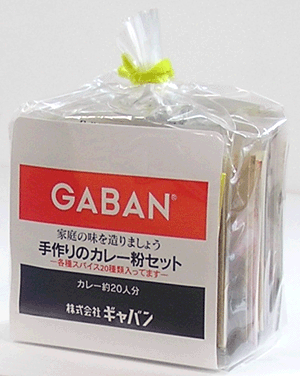 GABAN®
家庭の味を造りましょう
手作りのカレー粉セット
―各種スパイス20種類入ってます―
カレー約20人分
株式会社 ギャバン